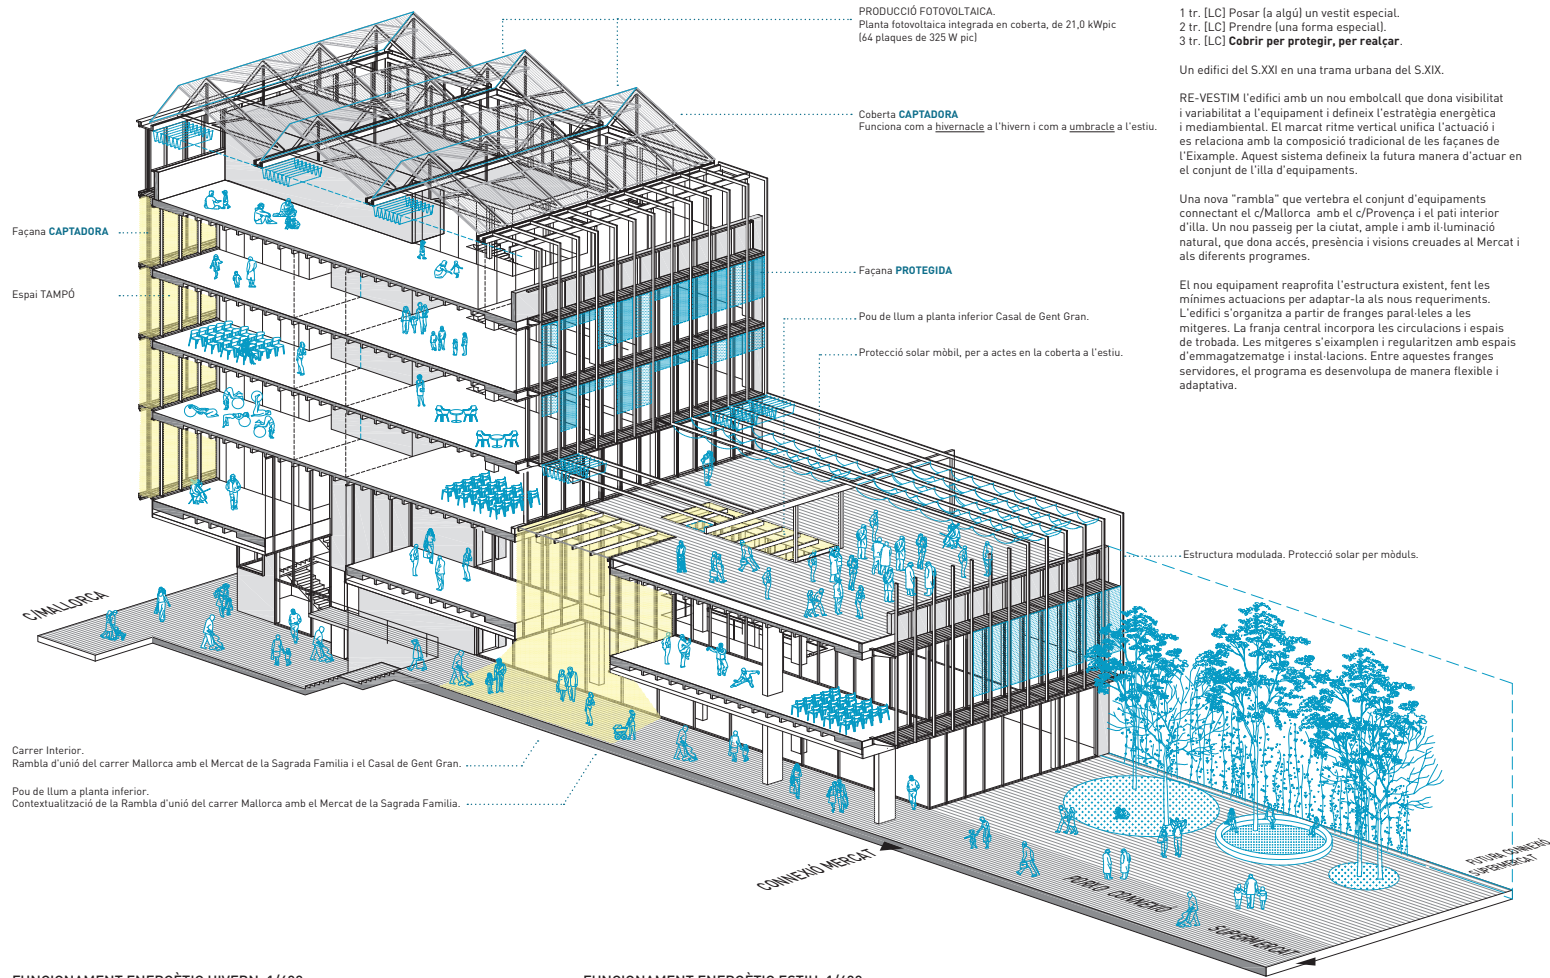 PRODUCCIÓ FOTOVOLTAICA.
Planta fotovoltaica integrada en coberta, de 21,0 kWpic
(64 plaques de 325 W pic)
Coberta CAPTADORA
Funciona com a hivernacle a l'hivern i com a umbracle a l'estiu.
1 tr. [LC] Posar (a algú) un vestit especial.
2 tr. [LC] Prendre (una forma especial).
3 tr. [LC] Cobrir per protegir, per realçar.
Un edifici del S.XXI en una trama urbana del S.XIX.
RE-VESTIM l'edifici amb un nou embolcall que dona visibilitat
i variabilitat a l'equipament i defineix l'estratègia energètica
i mediambiental. El marcat ritme vertical unifica l'actuació i
es relaciona amb la composició tradicional de les façanes de
l'Eixample. Aquest sistema defineix la futura manera d'actuar en
el conjunt de l'illa d'equipaments.
Una nova "rambla" que vertebra el conjunt d'equipaments
connectant el c/Mallorca amb el c/Provença i el pati interior
d'illa. Un nou passeig per la ciutat, ample i amb il·luminació
natural, que dona accés, presència i visions creuades al Mercat i
als diferents programes.
El nou equipament reaprofita l'estructura existent, fent les
mínimes actuacions per adaptar-la als nous requeriments.
L'edifici s'organitza a partir de franges paral·leles a les
mitgeres. La franja central incorpora les circulacions i espais
de trobada. Les mitgeres s'eixamplen i regularitzen amb espais
d'emmagatzematge i instal·lacions. Entre aquestes franges
servidores, el programa es desenvolupa de manera flexible i
adaptativa.
Façana CAPTADORA
Espai TAMPÓ
Façana PROTEGIDA
Pou de llum a planta inferior Casal de Gent Gran.
Protecció solar mòbil, per a actes en la coberta a l'estiu.
Estructura modulada. Protecció solar per mòduls.
C/MALLORCA
Carrer Interior.
Rambla d'unió del carrer Mallorca amb el Mercat de la Sagrada Familia i el Casal de Gent Gran.
Pou de llum a planta inferior.
Contextualització de la Rambla d'unió del carrer Mallorca amb el Mercat de la Sagrada Familia.
CONNEXIÓ MERCAT
PORXO CONNEXIÓ
SUPERMERCAT
FUTURA CONNEXIÓ
SUPERMERCAT
FUNCIONAMENT ENERGÈTIC HIVERN. 1/400
FUNCIONAMENT ENERGÈTIC ESTIU. 1/400